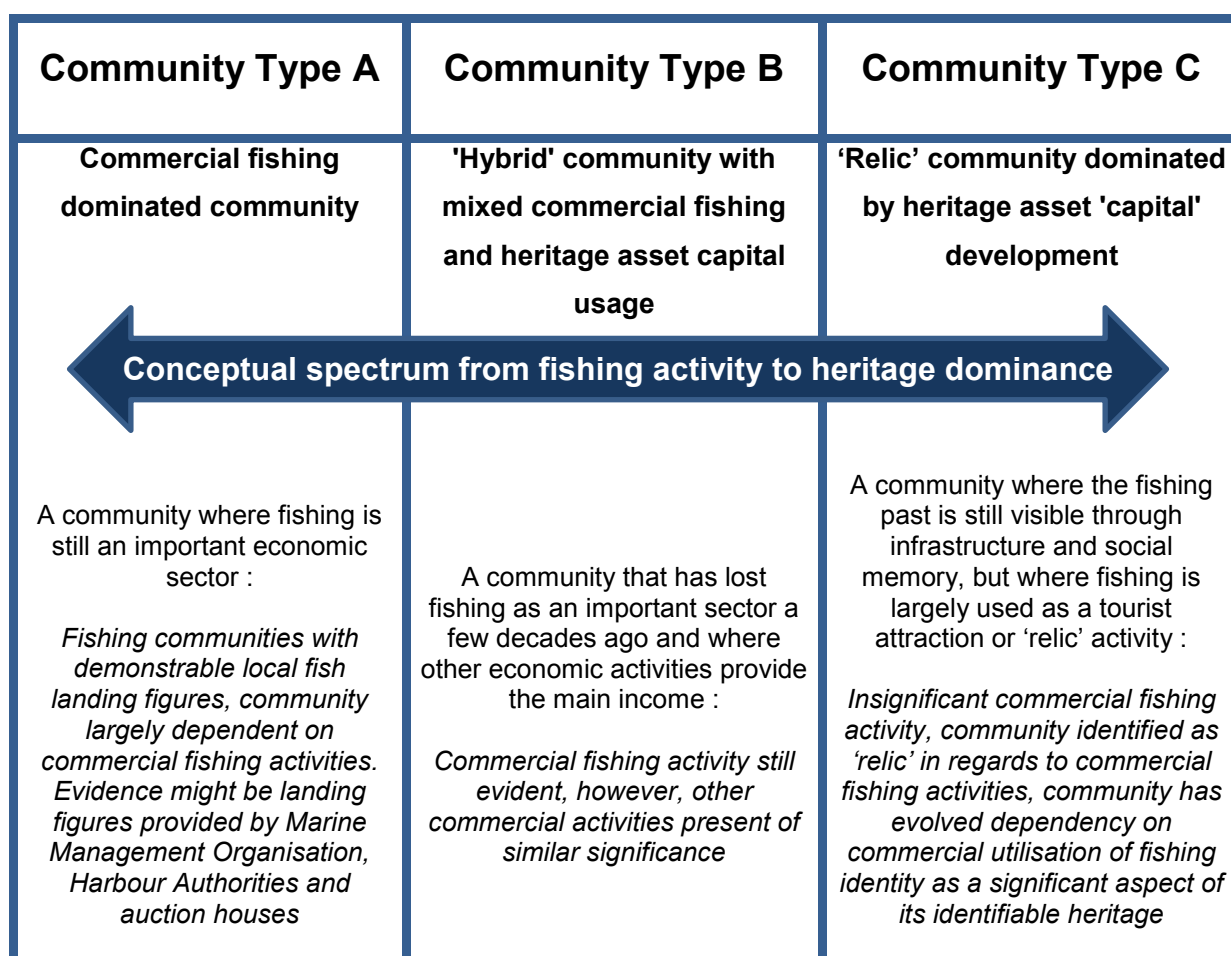 Community Type A
Community Type B
Community Type C
Commercial fishing
dominated community
'Hybrid' community with
mixed commercial fishing
and heritage asset capital
usage
‘Relic’ community dominated
by heritage asset 'capital'
development
Conceptual spectrum from fishing activity to heritage dominance
A community where fishing is
still an important economic
sector :
Fishing communities with
demonstrable local fish
landing figures, community
largely dependent on
commercial fishing activities.
Evidence might be landing
figures provided by Marine
Management Organisation,
Harbour Authorities and
auction houses
A community that has lost
fishing as an important sector a
few decades ago and where
other economic activities provide
the main income :
Commercial fishing activity still
evident, however, other
commercial activities present of
similar significance
A community where the fishing
past is still visible through
infrastructure and social
memory, but where fishing is
largely used as a tourist
attraction or ‘relic’ activity :
Insignificant commercial fishing
activity, community identified as
‘relic’ in regards to commercial
fishing activities, community has
evolved dependency on
commercial utilisation of fishing
identity as a significant aspect of
its identifiable heritage